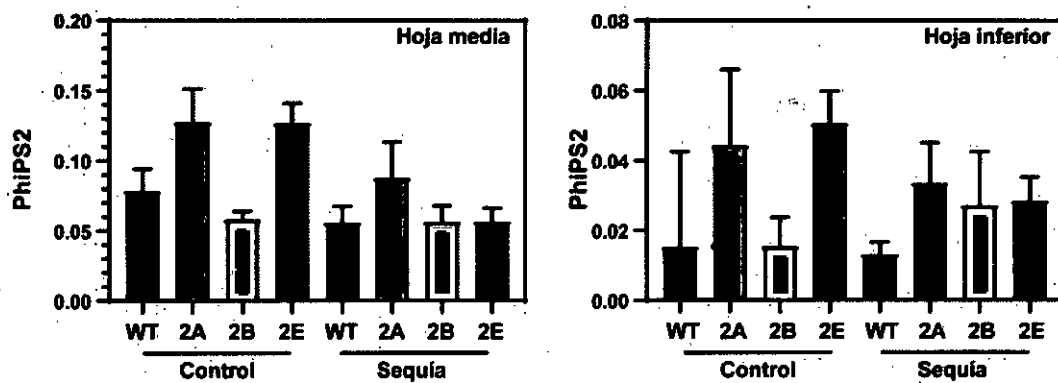 Hoja media
PhiPS2
0.20
0.15
0.10
0.05
0.00
WT 2A 2B 2E WT 2A 2B 2E
Control Sequía
Hoja inferior
PhiPS2
0.08
0.06
0.04
0.02
0.00
WT 2A 2B 2E WT 2A 2B 2E
Control Sequía